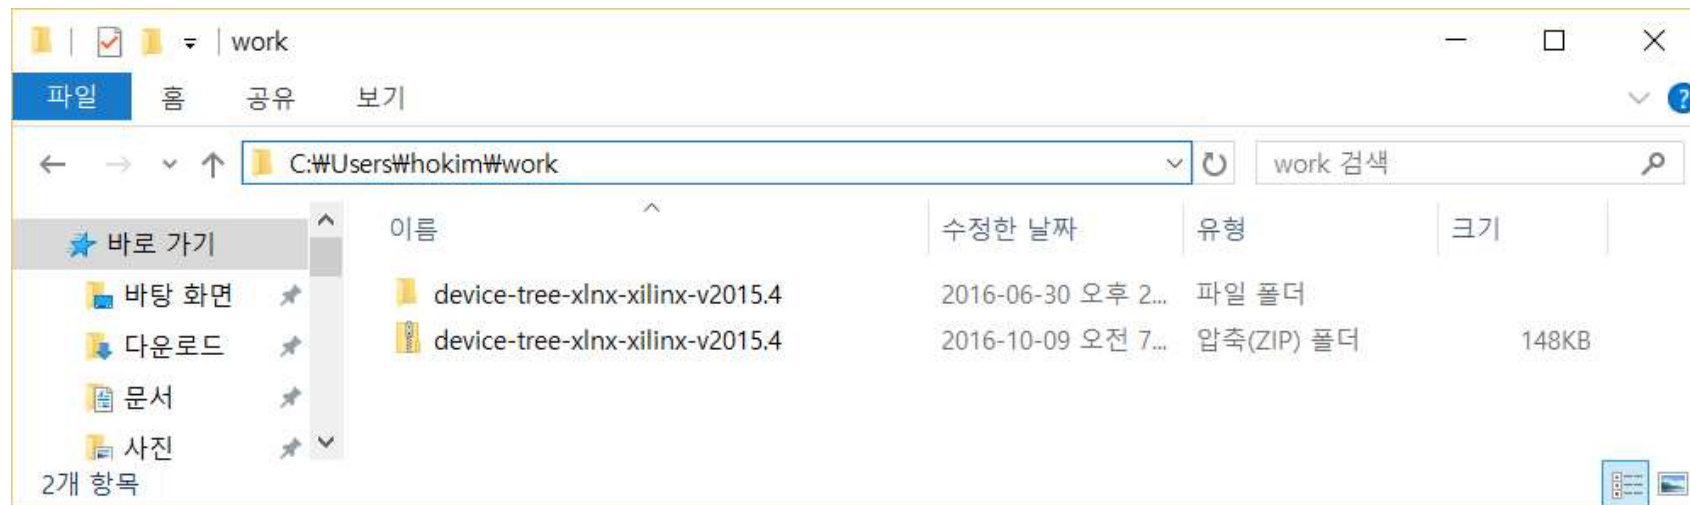 work
파일 홈 공유 보기
C:₩Users₩hokim₩work work 검색
바로 가기 이름 수정한 날짜 유형 크기
바탕 화면 device-tree-xlnx-xilinx-v2015.4 2016-06-30 오후 2... 파일 폴더
다운로드 device-tree-xlnx-xilinx-v2015.4 2016-10-09 오전 7... 압축(ZIP) 폴더 148KB
문서
사진
2개 항목